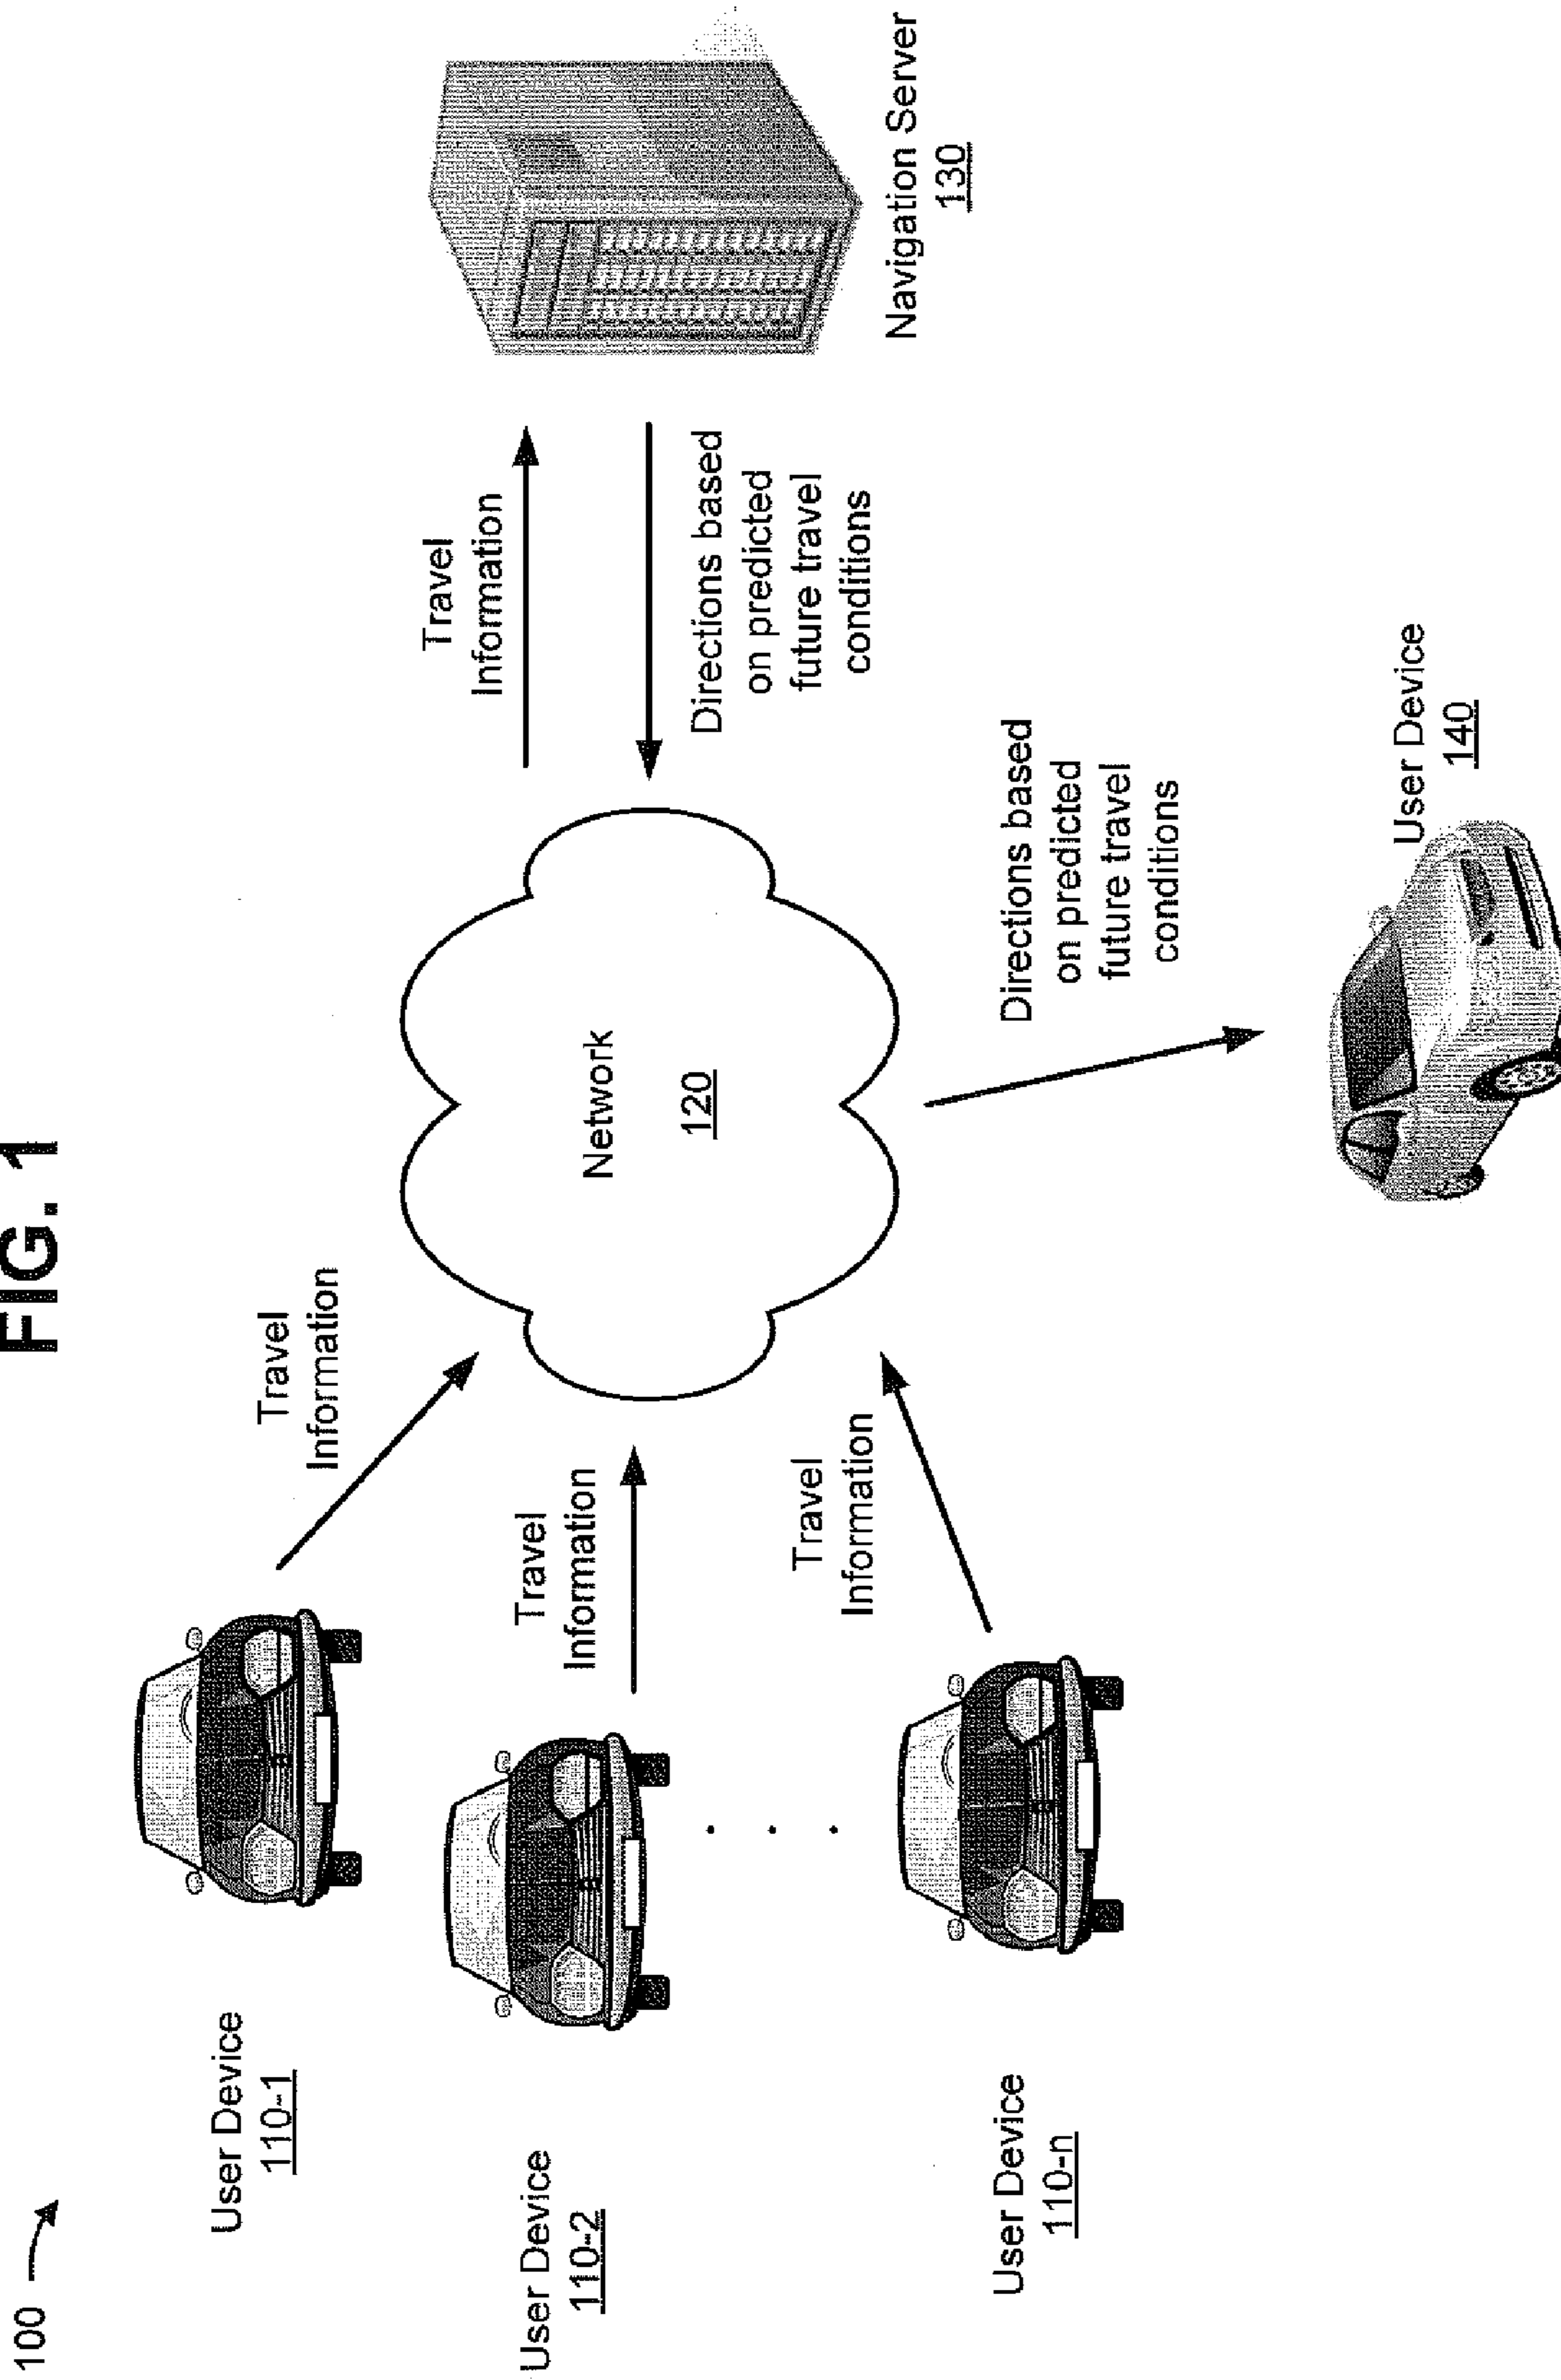 FIG. 1
100
User Device
110-1
Travel
Information
User Device
110-2
Travel
Information
User Device
110-n
Travel
Information
Network
120
Travel
Information
Directions based
on predicted
future travel
conditions
Navigation Server
130
Directions based
on predicted
future travel
conditions
User Device
140